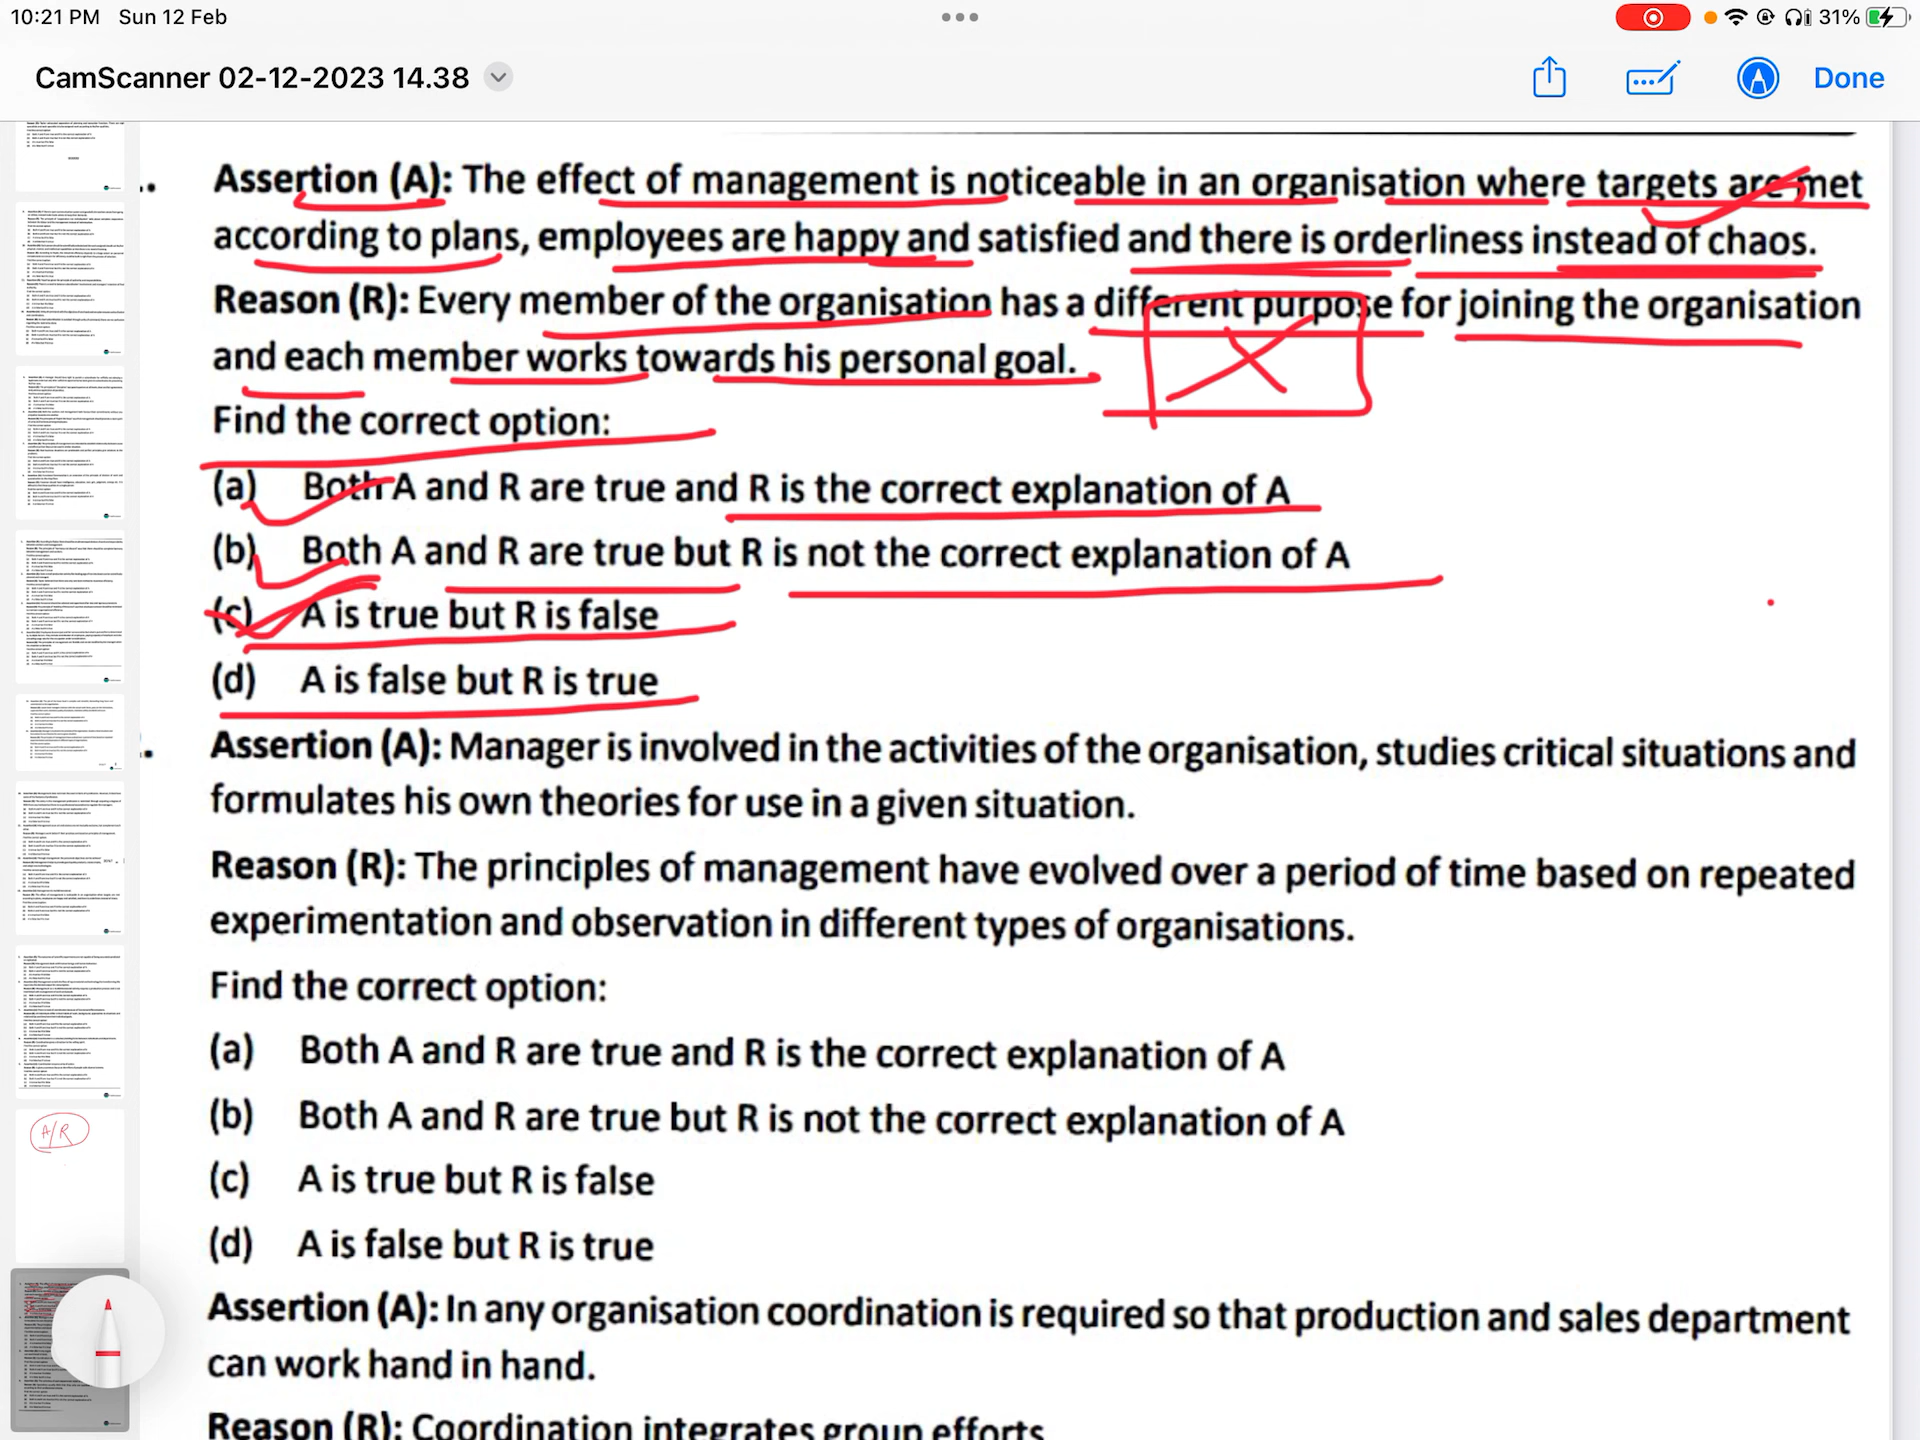 10:21 PM Sun 12 Feb
31%
CamScanner 02-12-2023 14.38
Done
Assertion (A): The effect of management is noticeable in an organisation where targets are met
according to plans, employees are happy and satisfied and there is orderliness instead of chaos.
Reason (R): Every member of the organisation has a different purpose for joining the organisation
and each member works towards his personal goal.
Find the correct option:
(a) Both A and R are true and R is the correct explanation of A
(b) Both A and R are true but R is not the correct explanation of A
(c) A is true but R is false
(d) A is false but R is true
Assertion (A): Manager is involved in the activities of the organisation, studies critical situations and
formulates his own theories for use in a given situation.
Reason (R): The principles of management have evolved over a period of time based on repeated
experimentation and observation in different types of organisations.
Find the correct option:
(a) Both A and R are true and R is the correct explanation of A
(b) Both A and R are true but R is not the correct explanation of A
(c) A is true but R is false
(d) A is false but R is true
A/R
Assertion (A): In any organisation coordination is required so that production and sales department
can work hand in hand.
Reason (R): Coordination integrates group efforts